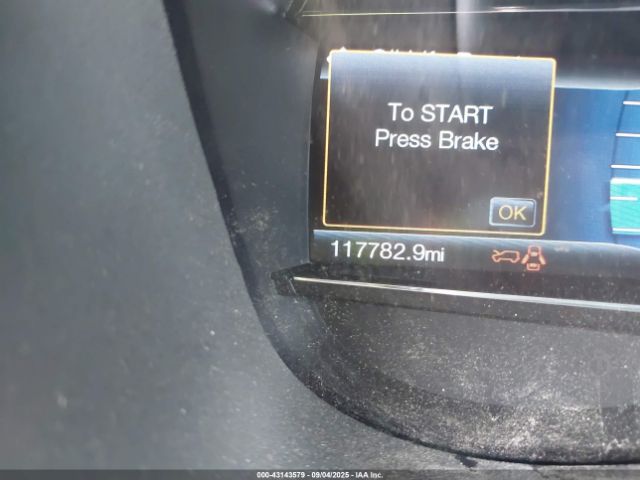 To START
Press Brake
OK
117782.9mi
000-43143579 | 09/04/2025 - IAA Inc.